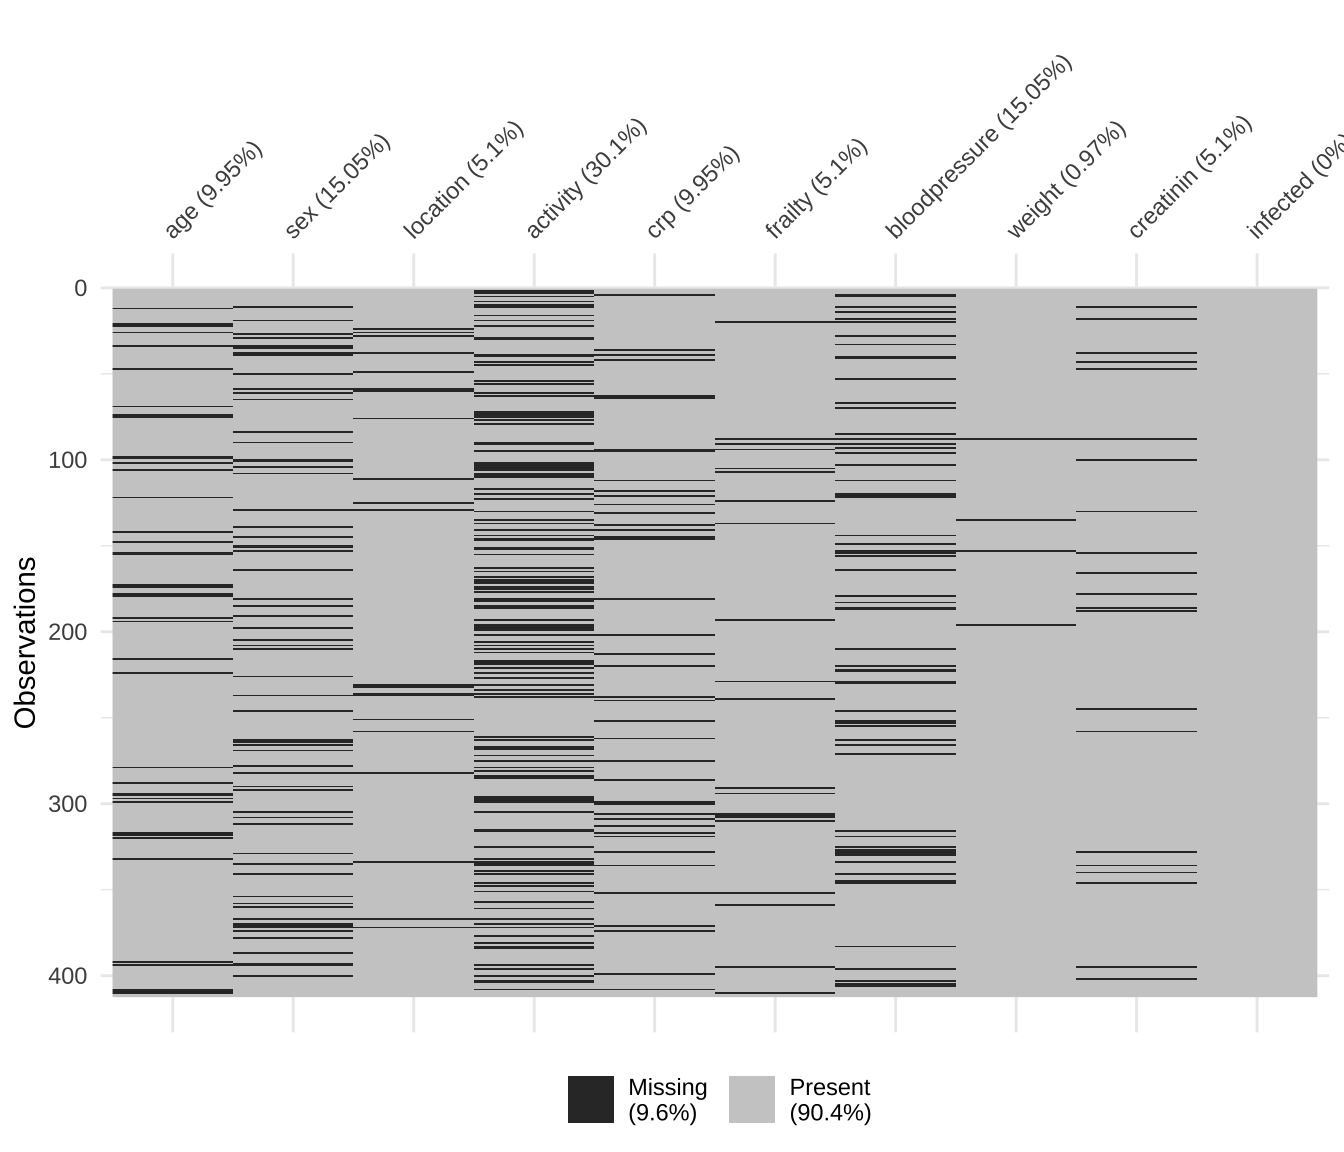 age (9.95%)
sex (15.05%)
location (5.1%)
activity (30.1%)
crp (9.95%)
frailty (5.1%)
bloodpressure (15.05%)
weight (0.97%)
creatinin (5.1%)
infected (0%
0
100
200
300
400
Observations
Missing
(9.6%)
Present
(90.4%)